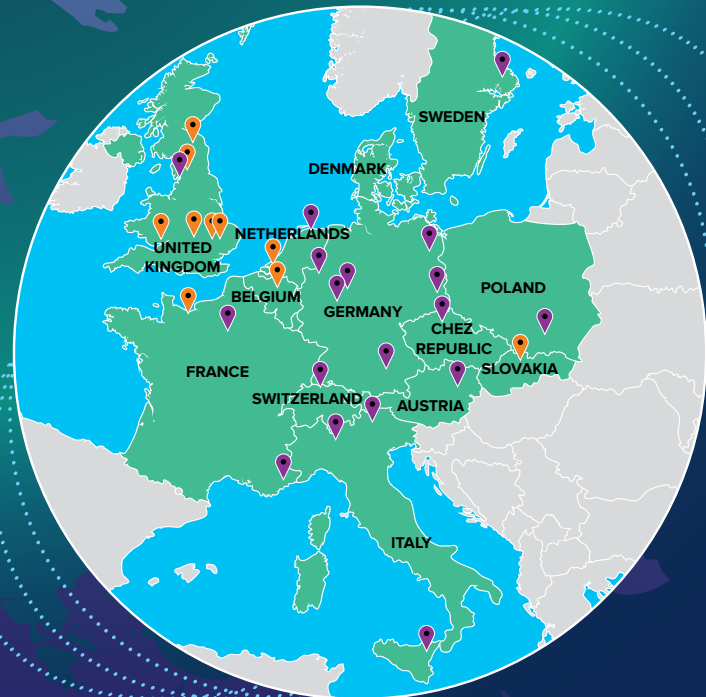 SWEDEN
DENMARK
NETHERLANDS
UNITED
KINGDOM
BELGIUM
POLAND
GERMANY
CHEZ
REPUBLIC
SLOVAKIA
FRANCE
SWITZERLAND
AUSTRIA
ITALY